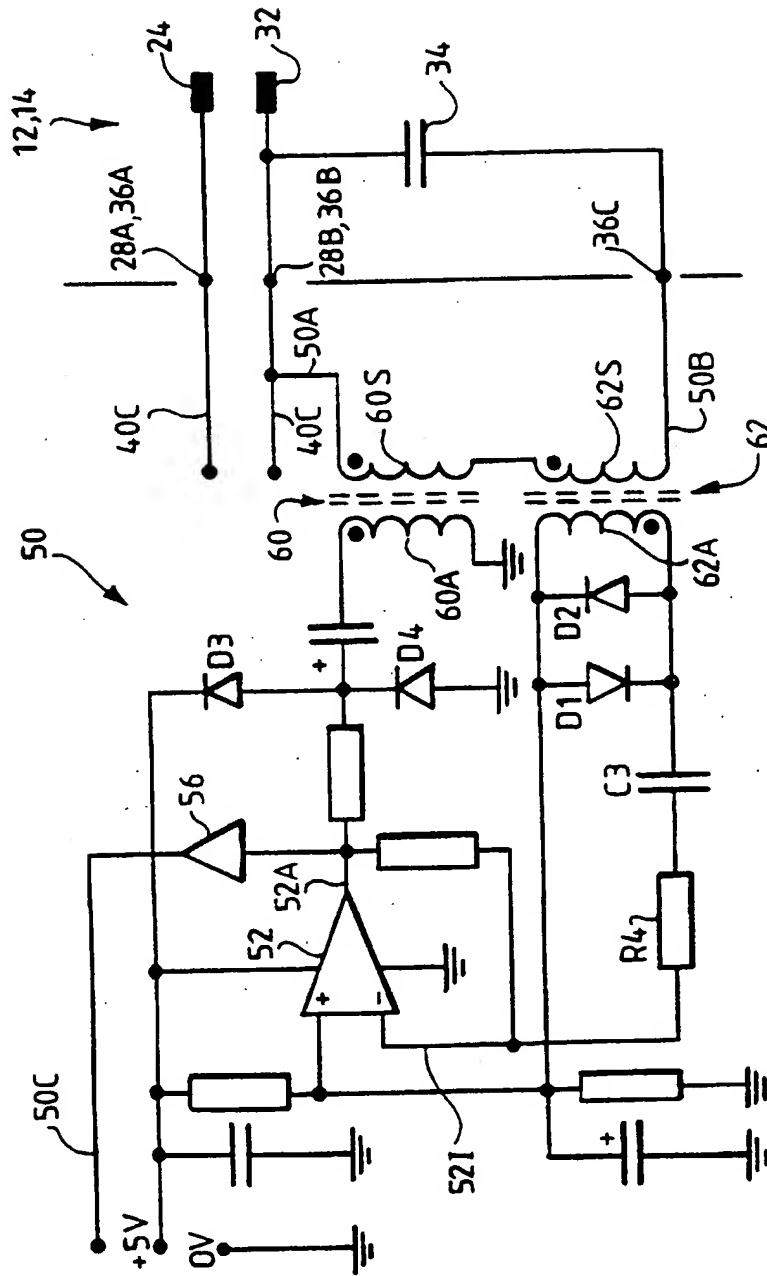 12,14
24
32
34
28A,36A
28B,36B
36C
40C
40C
50A
60S
62S
50B
50
60
60A
62A
62
D3
D4
D2
D1
C3
R4
56
52A
52
+
+
-
52I
50C
+5V
0V
+